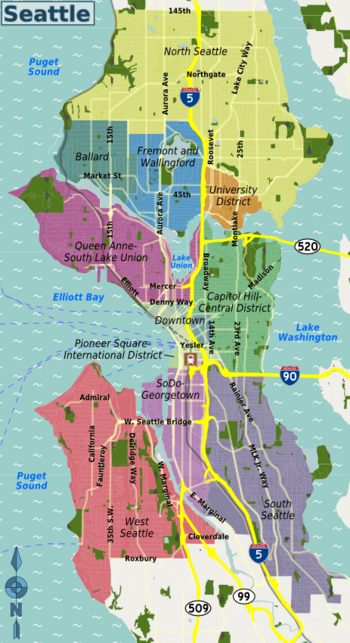 Seattle
145th
Puget
Sound
North Seattle
Lake City Way
Northgate
Aurora Ave
5
15th
Roosevelt
25th
Ballard
Fremont and
Wallingford
Market St
45th
University
District
Aurora Ave
15th
Montlake
520
Queen Anne-
South Lake Union
Lake
Union
Broadway
Madison
Mercer
Elliott
Elliott Bay
Denny Way
Capitol Hill-
Central District
Downtown
14th Ave
23rd Ave
Lake
Washington
Pioneer Square-
International District
Yesler
90
SoDo-
Georgetown
Rainier Ave
Admiral
W. Seattle Bridge
California
Fauntleroy
Delridge Way
W. Marginal
MLK Jr. Way
Puget
Sound
E. Marginal
South
Seattle
35th S.W.
West
Seattle
Cloverdale
5
Roxbury
99
509
N